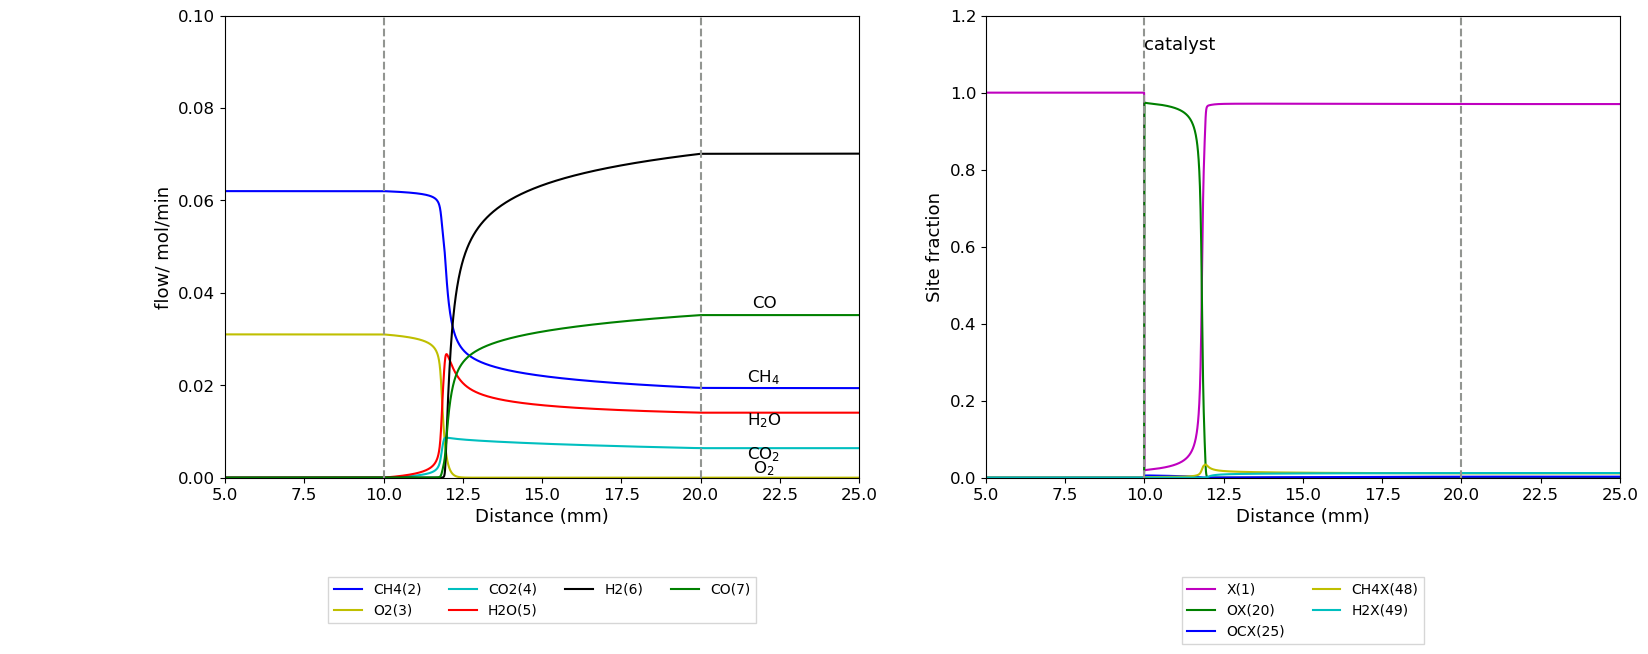 0.10
0.08
0.06
0.04
0.02
0.00
flow/ mol/min
CO
CH4
H2O
CO2
O2
5.0 7.5 10.0 12.5 15.0 17.5 20.0 22.5 25.0
Distance (mm)
CH4(2) CO2(4) H2(6) CO(7)
O2(3) H2O(5)
1.2
1.0
0.8
0.6
0.4
0.2
0.0
Site fraction
catalyst
5.0 7.5 10.0 12.5 15.0 17.5 20.0 22.5 25.0
Distance (mm)
X(1) CH4X(48)
OX(20) H2X(49)
OCX(25)